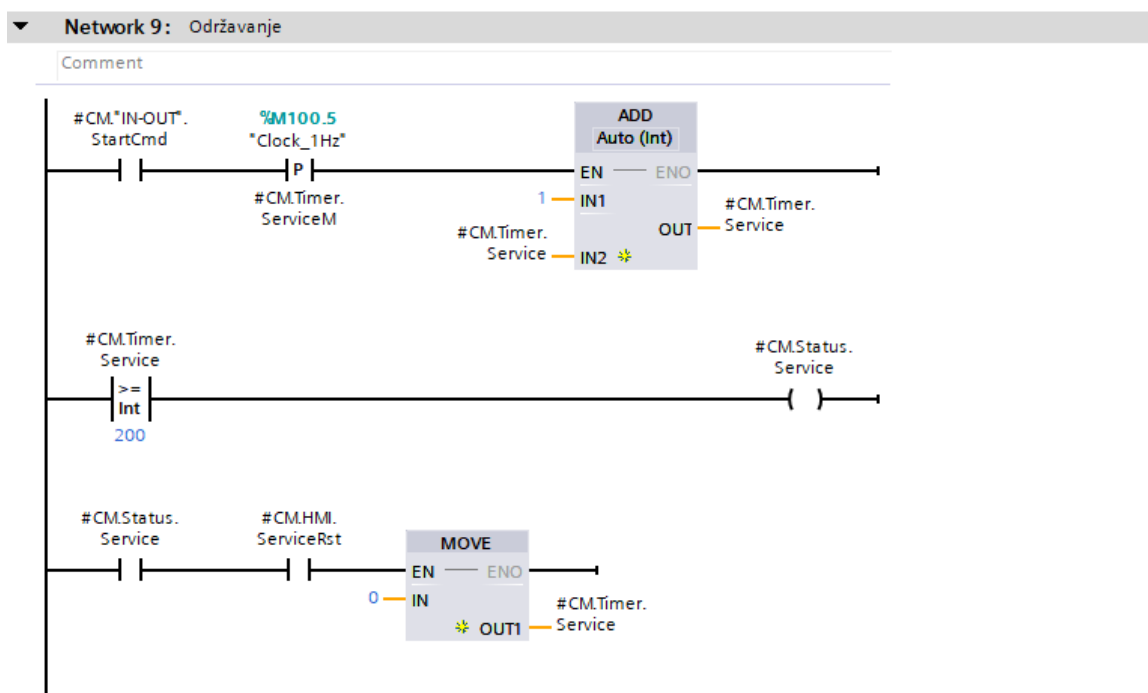 Network 9: Održavanje
Comment
#CM."IN-OUT".
StartCmd
%M100.5
"Clock_1Hz"
P
#CM.Timer.
ServiceM
ADD
Auto (Int)
EN
ENO
1
IN1
#CM.Timer.
Service
IN2
OUT
#CM.Timer.
Service
#CM.Timer.
Service
>=
Int
200
#CM.Status.
Service
#CM.Status.
Service
#CM.HMI.
ServiceRst
MOVE
EN
ENO
0
IN
OUT1
#CM.Timer.
Service